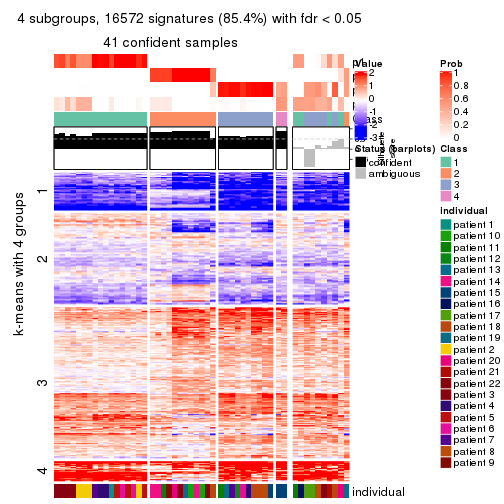 4 subgroups, 16572 signatures (85.4%) with fdr < 0.05
41 confident samples
k-means with 4 groups
1
2
3
4
individual
Value
2
1
0
-1
-2
-3
Status (barplots)
confident
ambiguous
Silhouette
score
Prob
1
0.8
0.6
0.4
0.2
0
Class
1
2
3
4
Individual
patient 1
patient 10
patient 11
patient 12
patient 13
patient 14
patient 15
patient 16
patient 17
patient 18
patient 19
patient 2
patient 20
patient 21
patient 22
patient 3
patient 4
patient 5
patient 6
patient 7
patient 8
patient 9